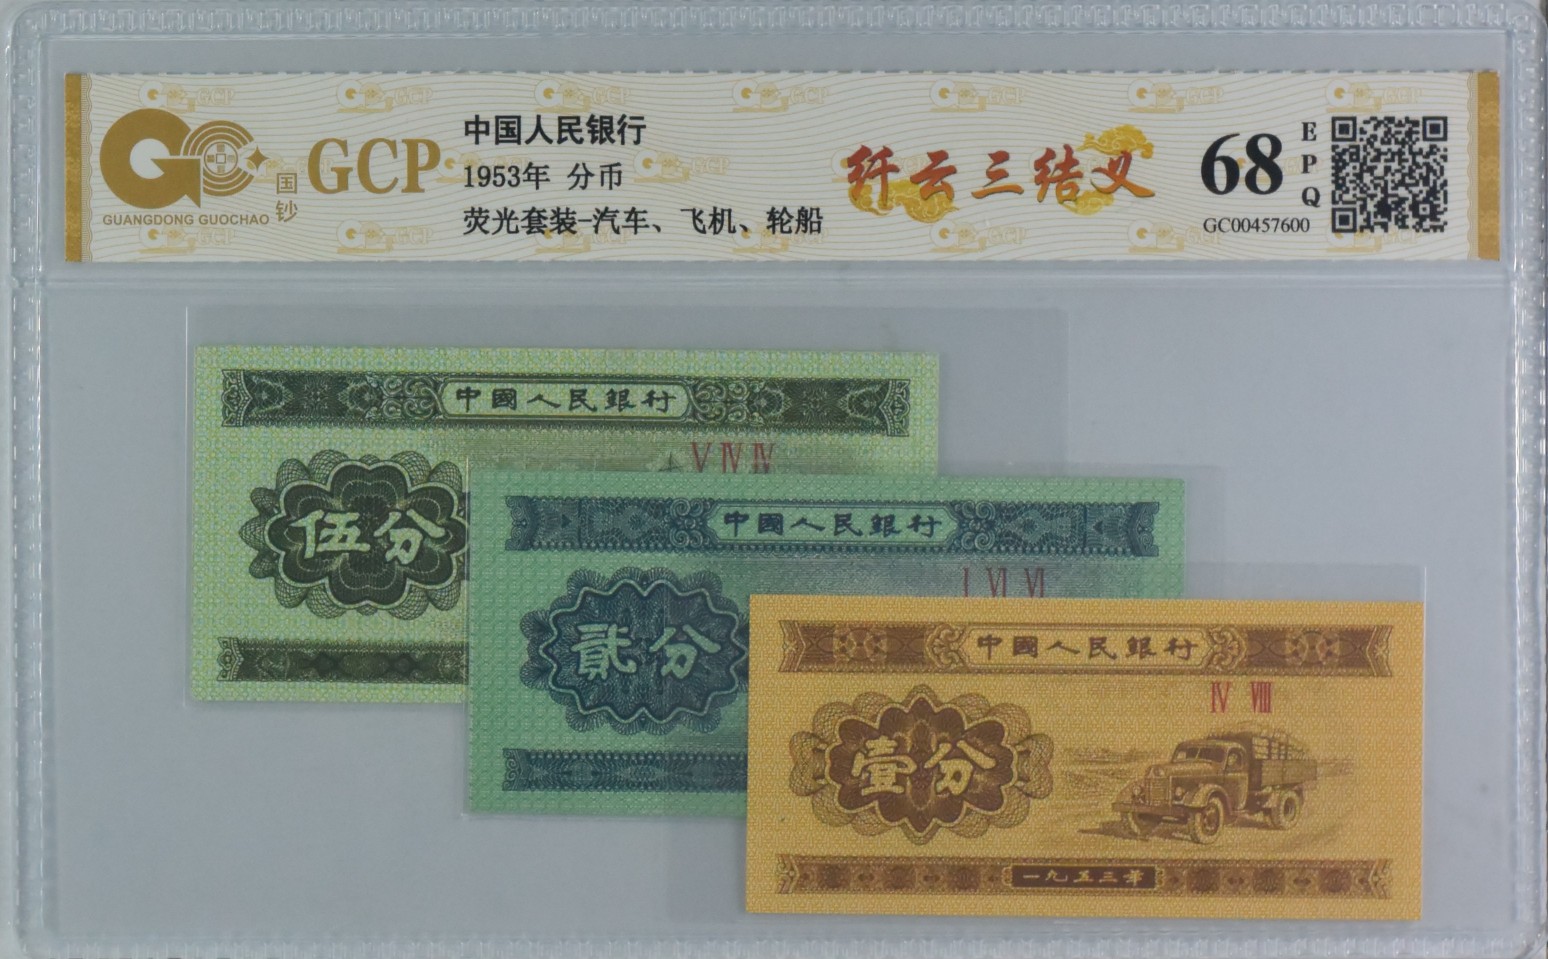 GCP
国钞
GUANGDONG GUOCHAO
中国人民银行
1953年 分币
荧光套装-汽车、飞机、轮船
纤云三结义
68
EPQ
GC00457600
中國人民銀行
V IV IV
伍分
中國人民銀行
I VI VI
貳分
中國人民銀行
IV VIII
壹分
一九五三年